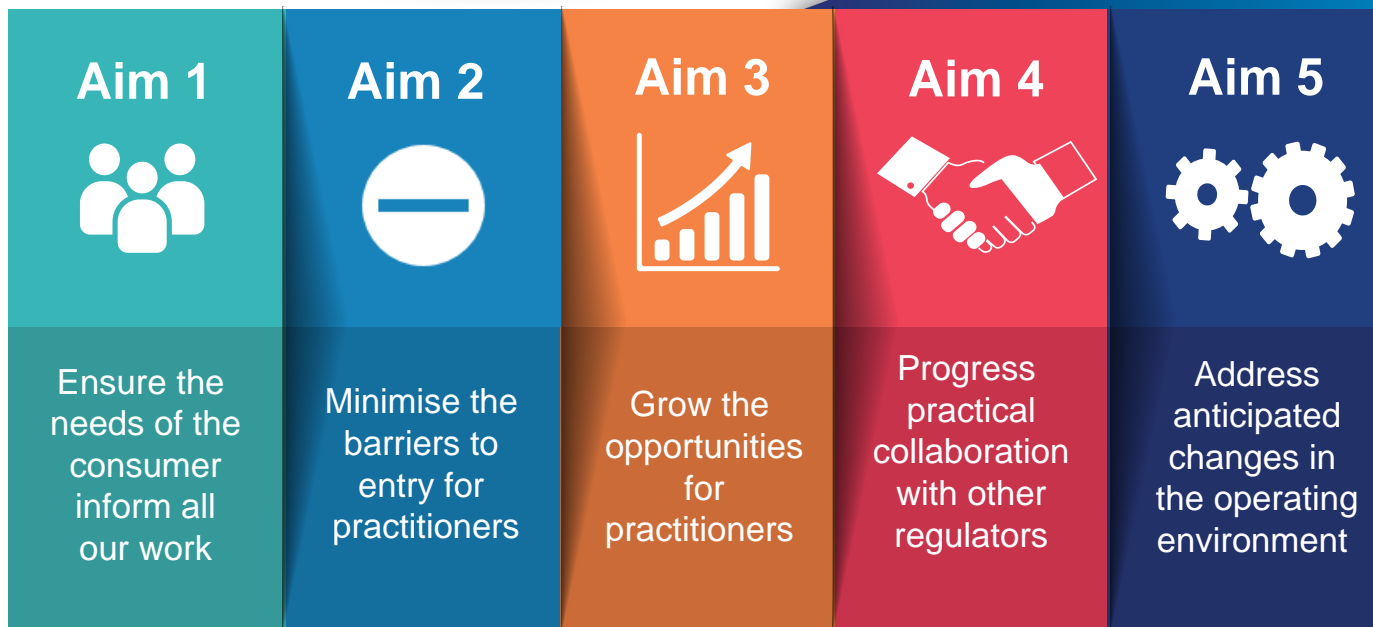 Aim 1
Ensure the
needs of the
consumer
inform all
our work
Aim 2
Minimise the
barriers to
entry for
practitioners
Aim 3
Grow the
opportunities
for
practitioners
Aim 4
Progress
practical
collaboration
with other
regulators
Aim 5
Address
anticipated
changes in
the operating
environment